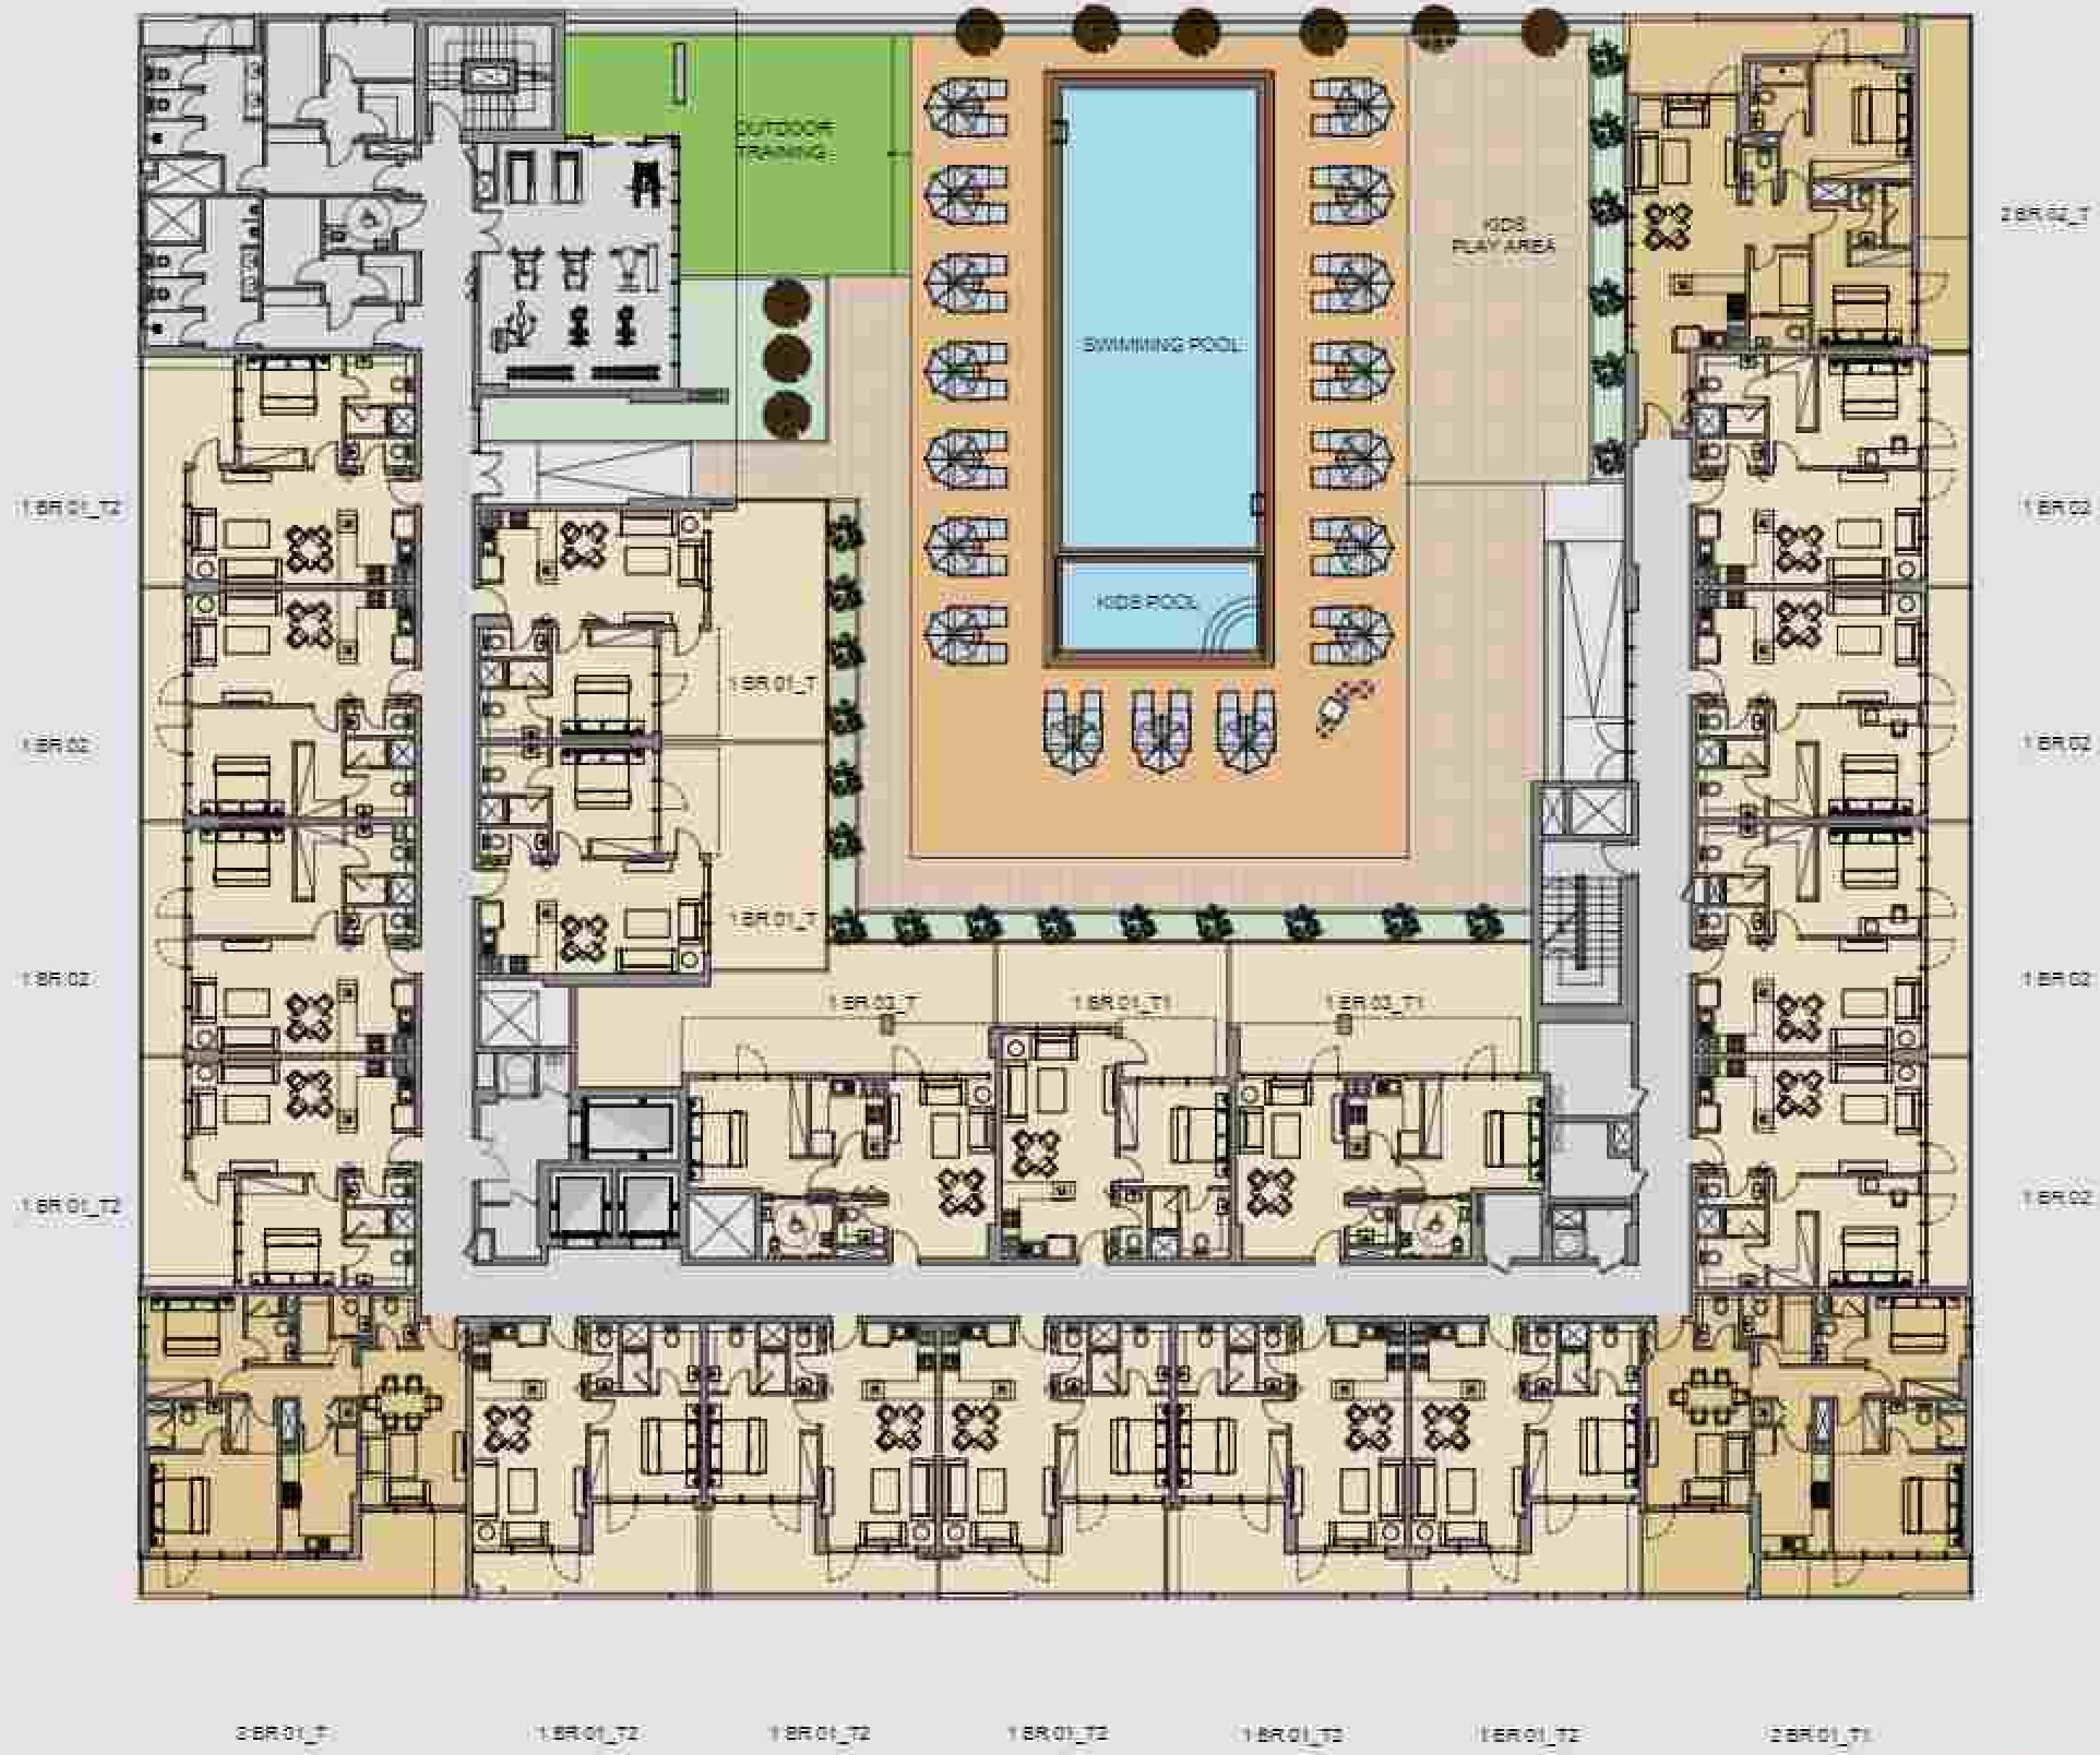 OUTDOOR
TRAINING
KIDS
PLAY AREA
2 BR 02_T
SWIMMING POOL
1 BR 01_T2
1 BR 02
KIDS POOL
1 BR 01_T
1 BR 02
1 BR 02
1 BR 01_T
1 BR 02
1 BR 02
1 BR 03_T
1 BR 01_T1
1 BR 03_T1
1 BR 01_T2
1 BR 02
2 BR 01_T
1 BR 01_T2
1 BR 01_T2
1 BR 01_T2
1 BR 01_T2
1 BR 01_T2
2 BR 01_T1